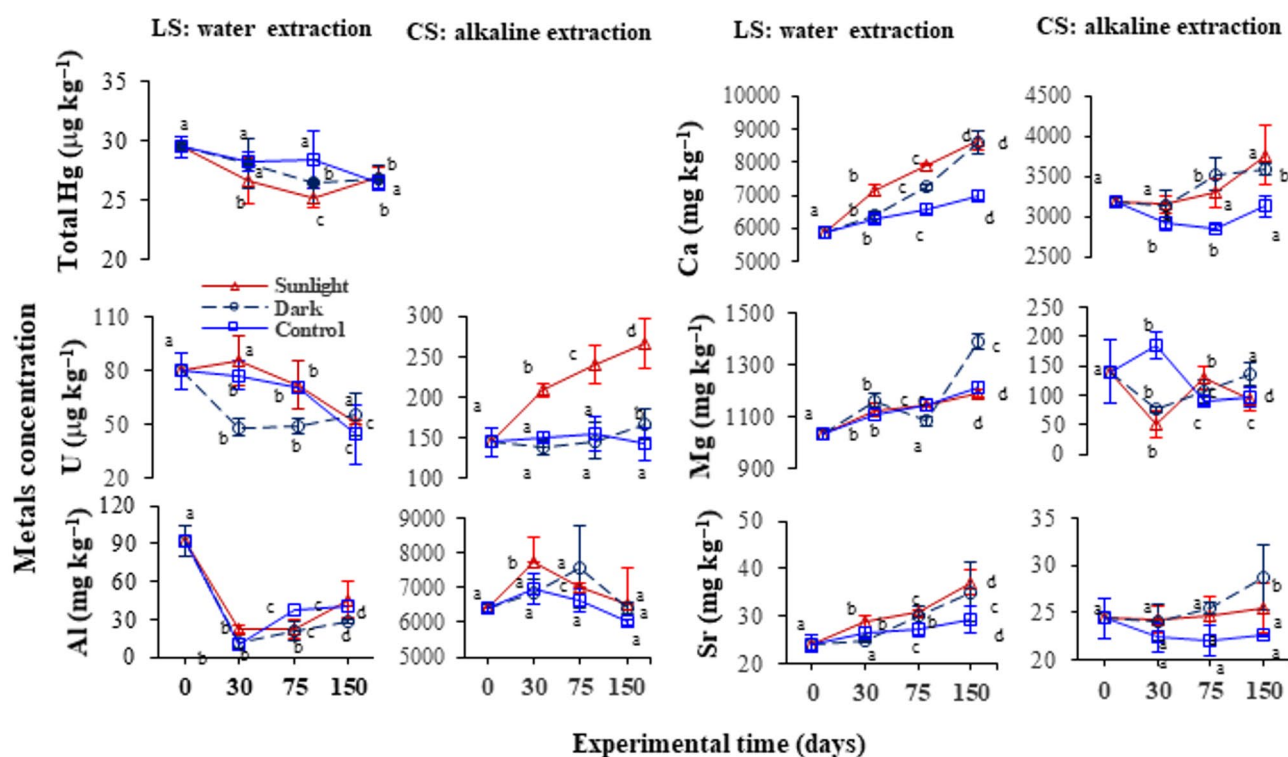 LS: water extraction
CS: alkaline extraction
LS: water extraction
CS: alkaline extraction
Metals concentration
Total Hg (µg kg⁻¹)
35
30
25
20
a a a b
a b a
b c b
Sunlight
Dark
Control
U (µg kg⁻¹)
110
80
50
20
a a b a
b b c
b b c
300
250
200
150
100
a b c d
a a a
a a a
Al (mg kg⁻¹)
120
90
60
30
0
a b c c d
b b b c d
0 30 75 150
9000
8000
7000
6000
5000
a b a a
a c a
a a a
0 30 75 150
Ca (mg kg⁻¹)
10000
9000
8000
7000
6000
5000
a b c d d
b c
b c d
4500
4000
3500
3000
2500
a a b a
b
a
b b a
Mg (mg kg⁻¹)
1500
1300
1100
900
a b c c
b b b
a d d
250
200
150
100
50
0
a b b a
b c d
b c a
Sr (mg kg⁻¹)
50
40
30
20
a b c d
b b c
a c d
0 30 75 150
35
30
25
20
a a a b
a a a
a a a
0 30 75 150
Experimental time (days)